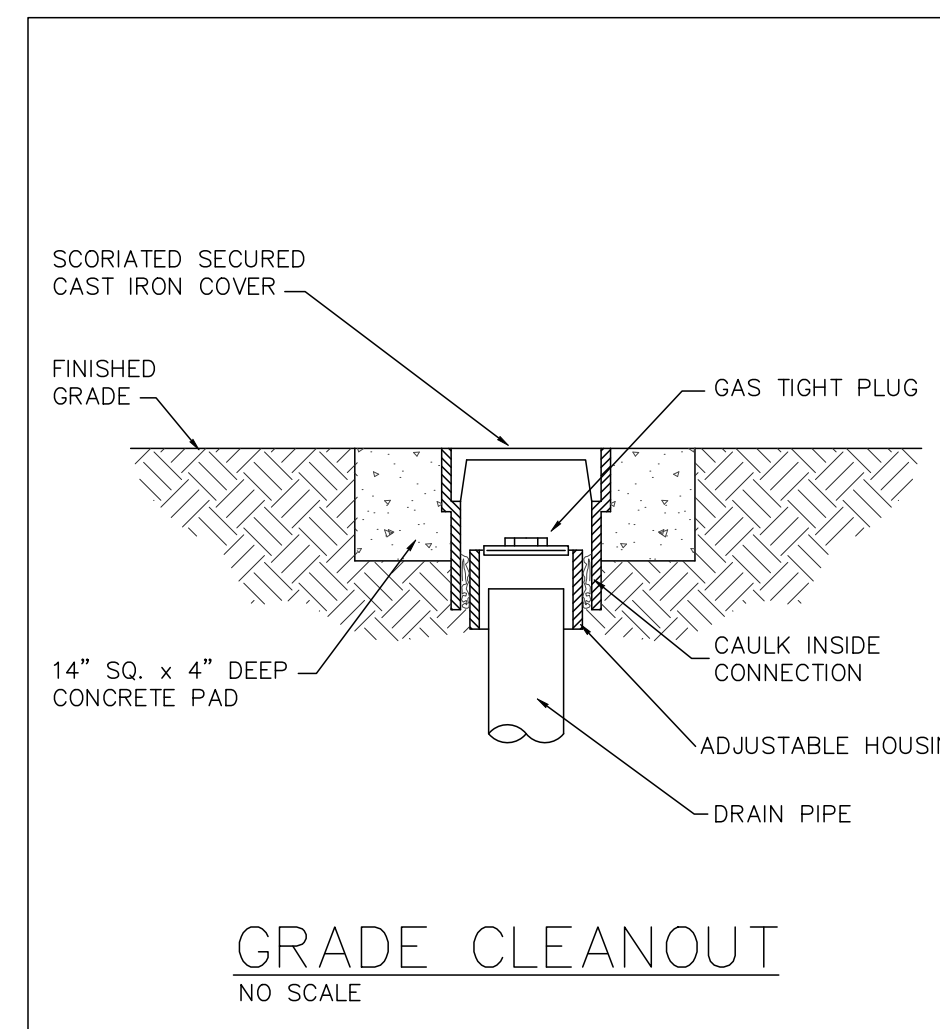 SCORIATED SECURED
CAST IRON COVER
FINISHED
GRADE
GAS TIGHT PLUG
14" SQ. x 4" DEEP
CONCRETE PAD
CAULK INSIDE
CONNECTION
ADJUSTABLE
DRAIN PIPE
GRADE CLEANOUT
NO SCALE